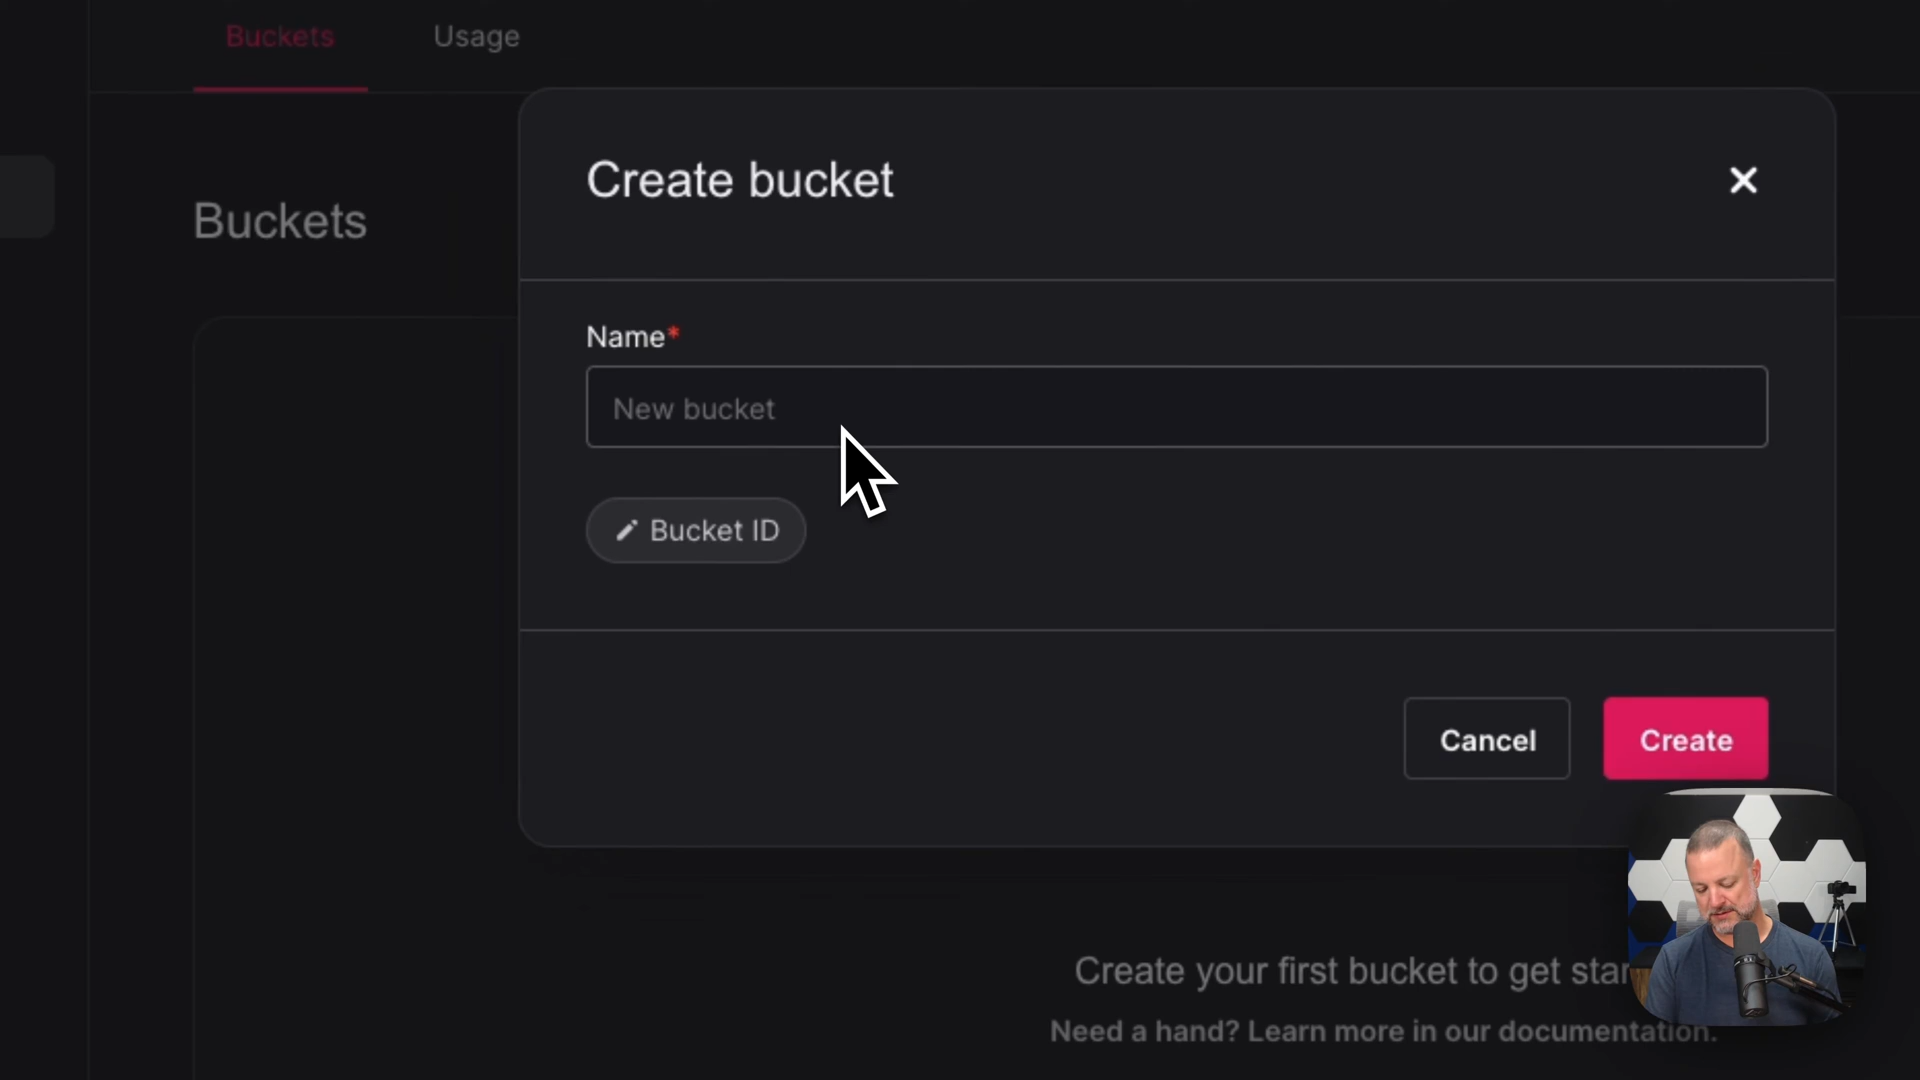 Buckets
Usage
Buckets
Create bucket
Name*
New bucket
Bucket ID
Cancel
Create
Create your first bucket to get
Need a hand? Learn more in our documentation.